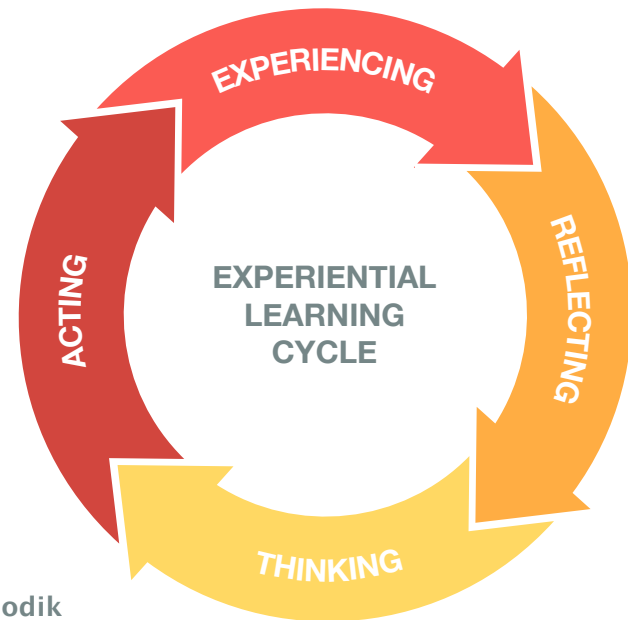 EXPERIENCING
REFLECTING
EXPERIENTIAL
LEARNING
CYCLE
ACTING
THINKING
odik